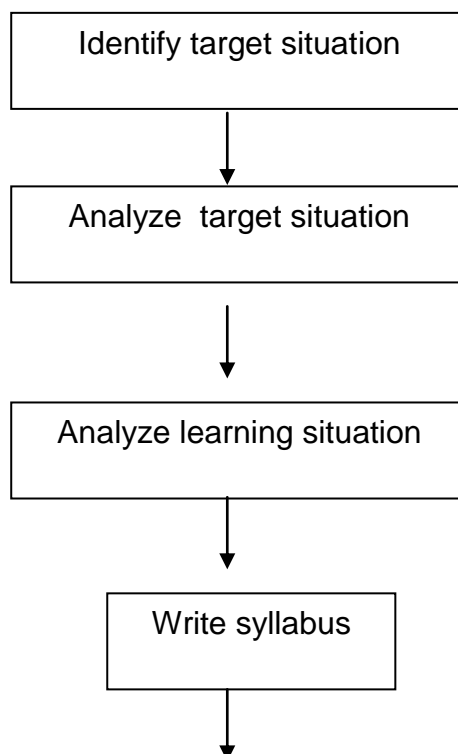 Identify target situation
Analyze target situation
Analyze learning situation
Write syllabus